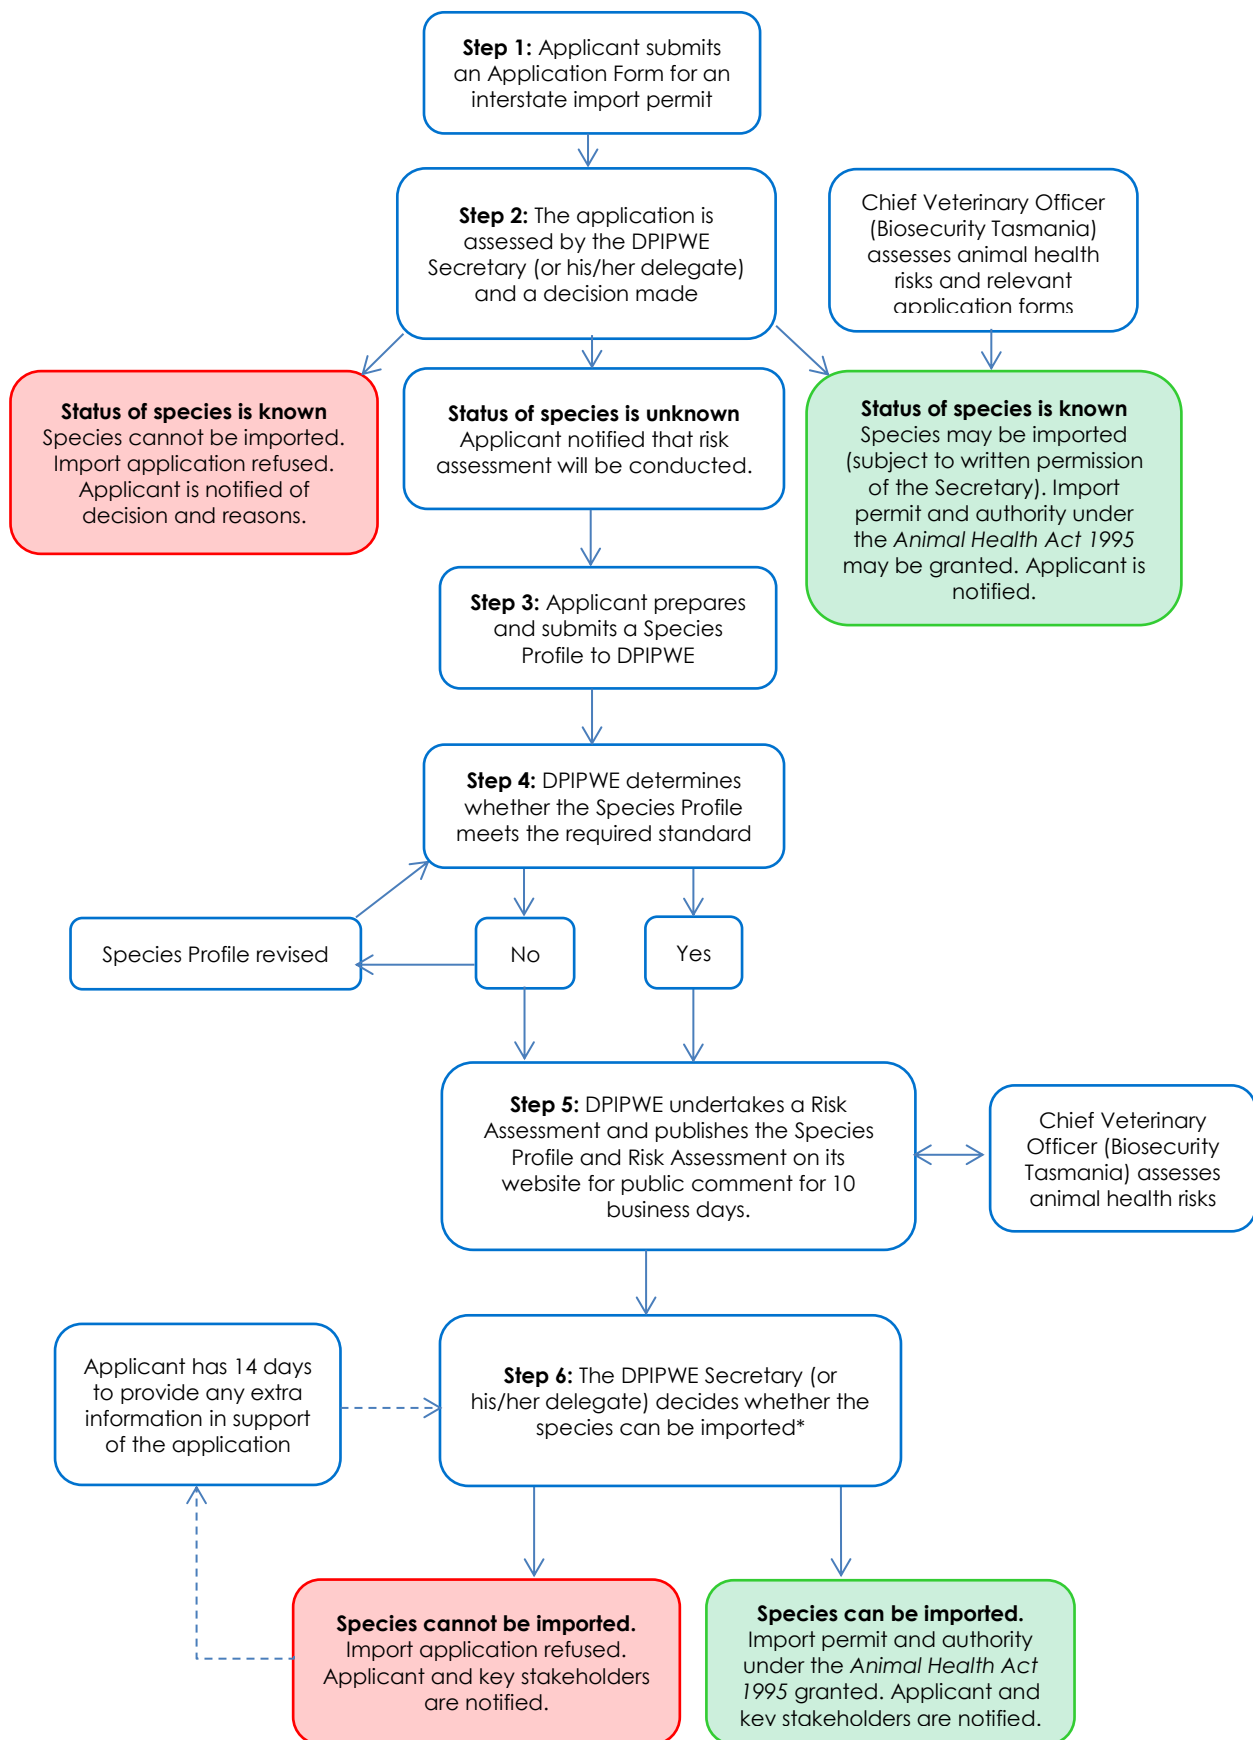 Step 1: Applicant submits
an Application Form for an
interstate import permit
Step 2: The application is
assessed by the DPIPWE
Secretary (or his/her delegate)
and a decision made
Chief Veterinary Officer
(Biosecurity Tasmania)
assesses animal health
risks and relevant
application forms
Status of species is known
Species cannot be imported.
Import application refused.
Applicant is notified of
decision and reasons.
Status of species is unknown
Applicant notified that risk
assessment will be conducted.
Status of species is known
Species may be imported
(subject to written permission
of the Secretary). Import
permit and authority under
the Animal Health Act 1995
may be granted. Applicant is
notified.
Step 3: Applicant prepares
and submits a Species
Profile to DPIPWE
Step 4: DPIPWE determines
whether the Species Profile
meets the required standard
Species Profile revised
No
Yes
Step 5: DPIPWE undertakes a Risk
Assessment and publishes the Species
Profile and Risk Assessment on its
website for public comment for 10
business days.
Chief Veterinary
Officer (Biosecurity
Tasmania) assesses
animal health risks
Applicant has 14 days
to provide any extra
information in support
of the application
Step 6: The DPIPWE Secretary (or
his/her delegate) decides whether the
species can be imported*
Species cannot be imported.
Import application refused.
Applicant and key stakeholders
are notified.
Species can be imported.
Import permit and authority
under the Animal Health Act
1995 granted. Applicant and
key stakeholders are notified.